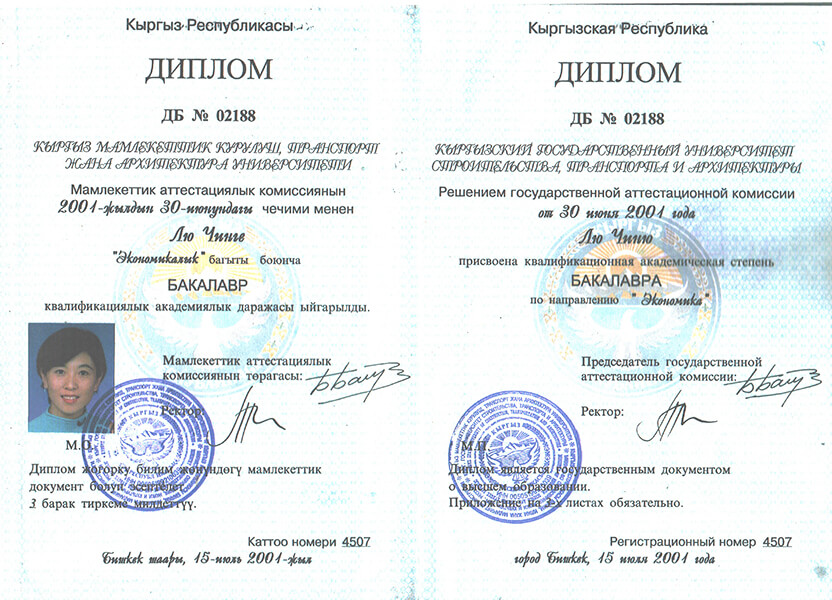 Кыргыз Республикасы
ДИПЛОМ
ДБ № 02188
КЫРГЫЗ МАМЛЕКЕТТИК КУРУЛУШ, ТРАНСПОРТ
ЖАНА АРХИТЕКТУРА УНИВЕРСИТЕТИ
Мамлекеттик аттестациялык комиссиянын
2001-жылдын 30-июнундагы чечими менен
Лю Чинге
"Экономикалык" багыты боюнча
БАКАЛАВР
квалификациялык академиялык даражасы ыйгарылды.
Мамлекеттик аттестациялык
комиссиянын төрагасы:
Ректор:
М.О.
Диплом жогорку билим жөнүндөгү мамлекеттик
документ болуп эсептелет.
3 барак тиркеме милдеттүү.
Каттоо номери 4507
Бишкек шаары, 15-июль 2001-жыл
Кыргызская Республика
ДИПЛОМ
ДБ № 02188
КЫРГЫЗСКИЙ ГОСУДАРСТВЕННЫЙ УНИВЕРСИТЕТ
СТРОИТЕЛЬСТВА, ТРАНСПОРТА И АРХИТЕКТУРЫ
Решением государственной аттестационной комиссии
от 30 июня 2001 года
Лю Чиню
присвоена квалификационная академическая степень
БАКАЛАВРА
по направлению " Экономика"
Председатель государственной
аттестационной комиссии:
Ректор:
М.П.
Диплом является государственным документом
о высшем образовании.
Приложение на 3-х листах обязательно.
Регистрационный номер 4507
город Бишкек, 15 июля 2001 года